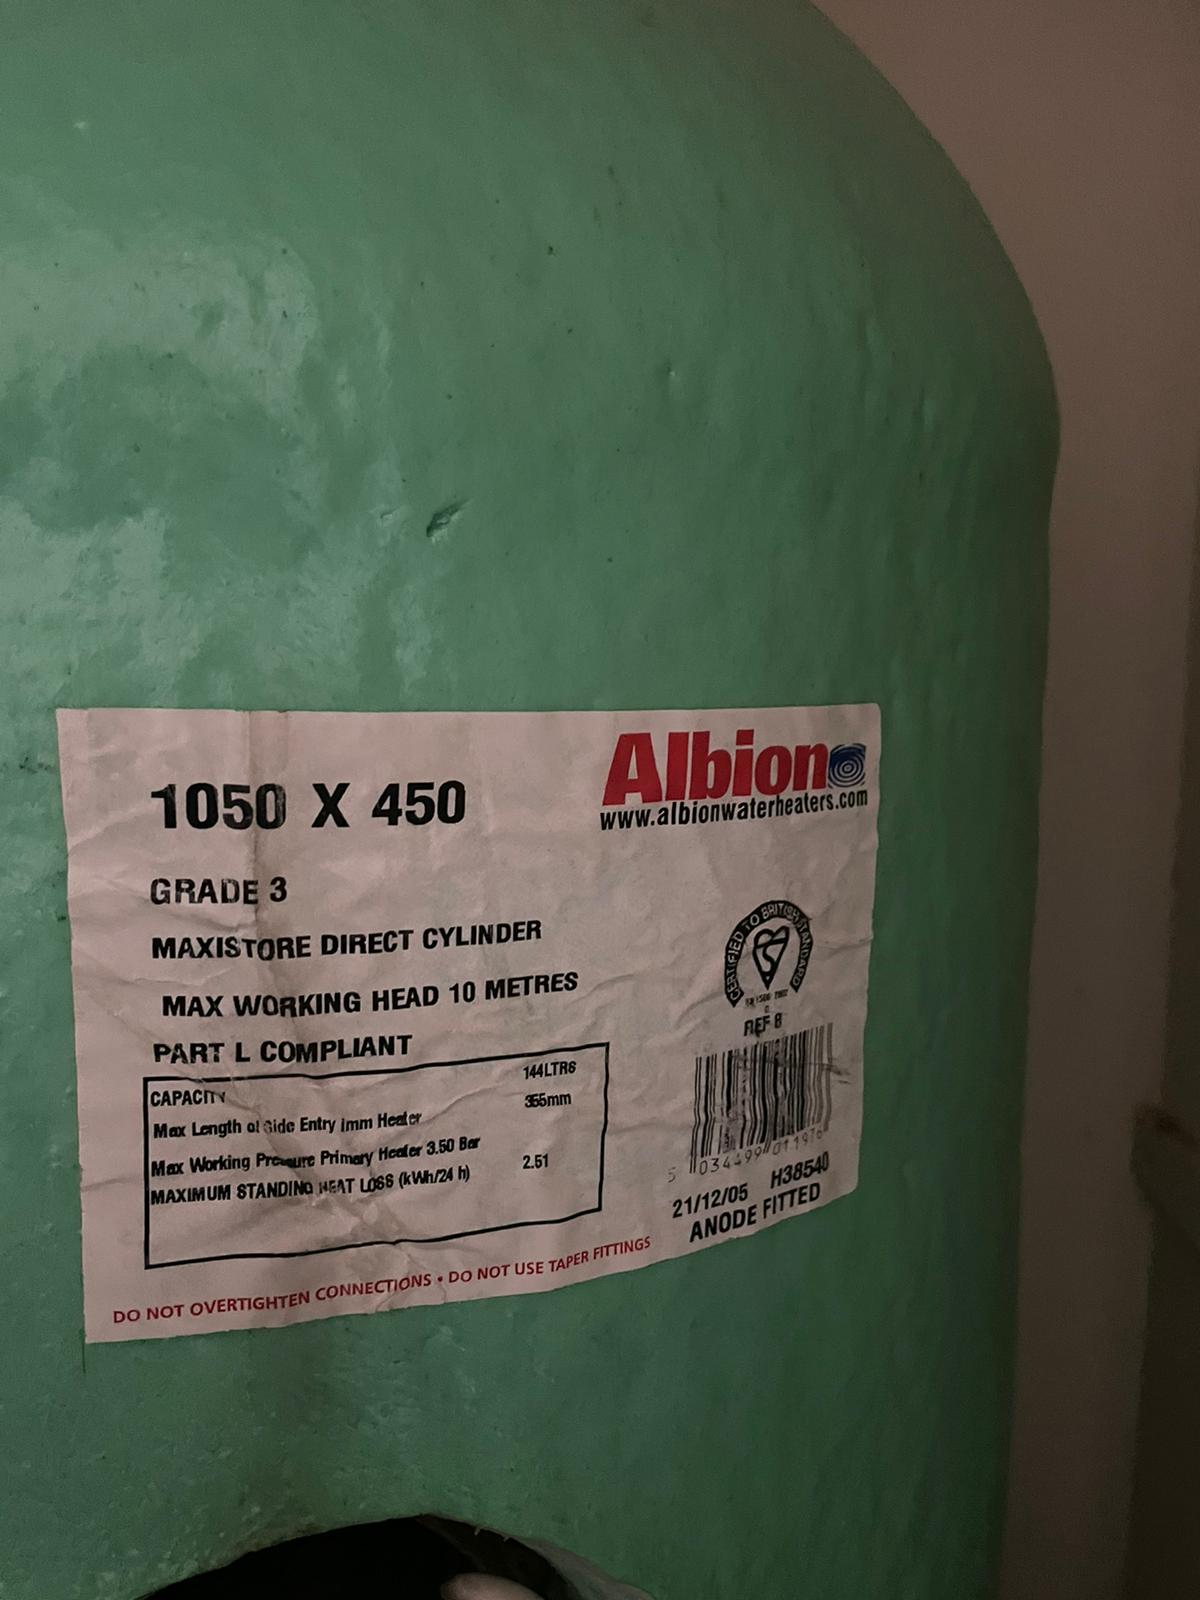 1050 X 450
Albion
www.albionwaterheaters.com
GRADE 3
MAXISTORE DIRECT CYLINDER
MAX WORKING HEAD 10 METRES
PART L COMPLIANT
CAPACITY 144LTRS
Max Length of Side Entry Imm Heater 355mm
Max Working Pressure Primary Heater 3.50 Bar
MAXIMUM STANDING HEAT LOSS (kWh/24 h) 2.51
CERTIFIED TO BRITISH STANDARD
REF 8
5 034499 011976
21/12/05 H38540
ANODE FITTED
DO NOT OVERTIGHTEN CONNECTIONS • DO NOT USE TAPER FITTINGS